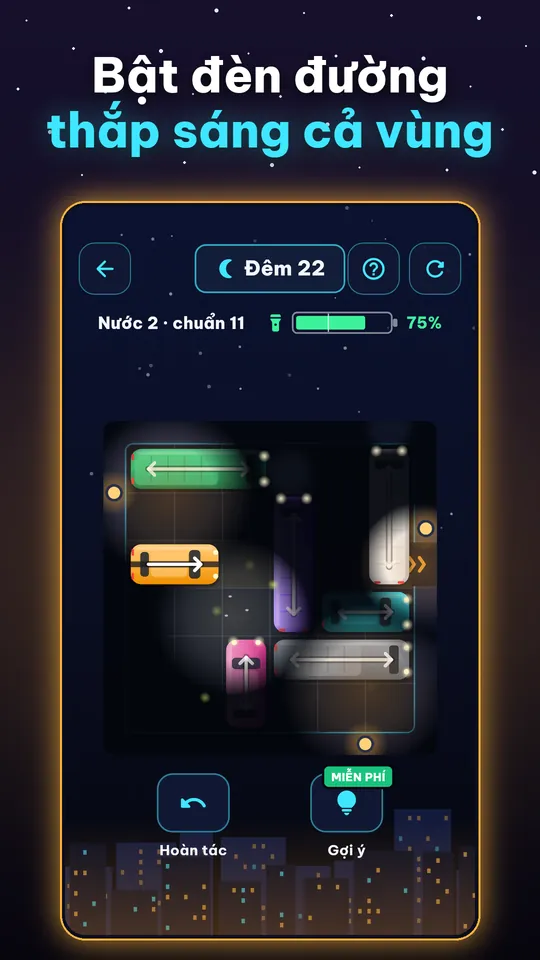 Bật đèn đường
thắp sáng cả vùng
Đêm 22
Nước 2 · chuẩn 11
75%
MIỄN PHÍ
Hoàn tác
Gợi ý